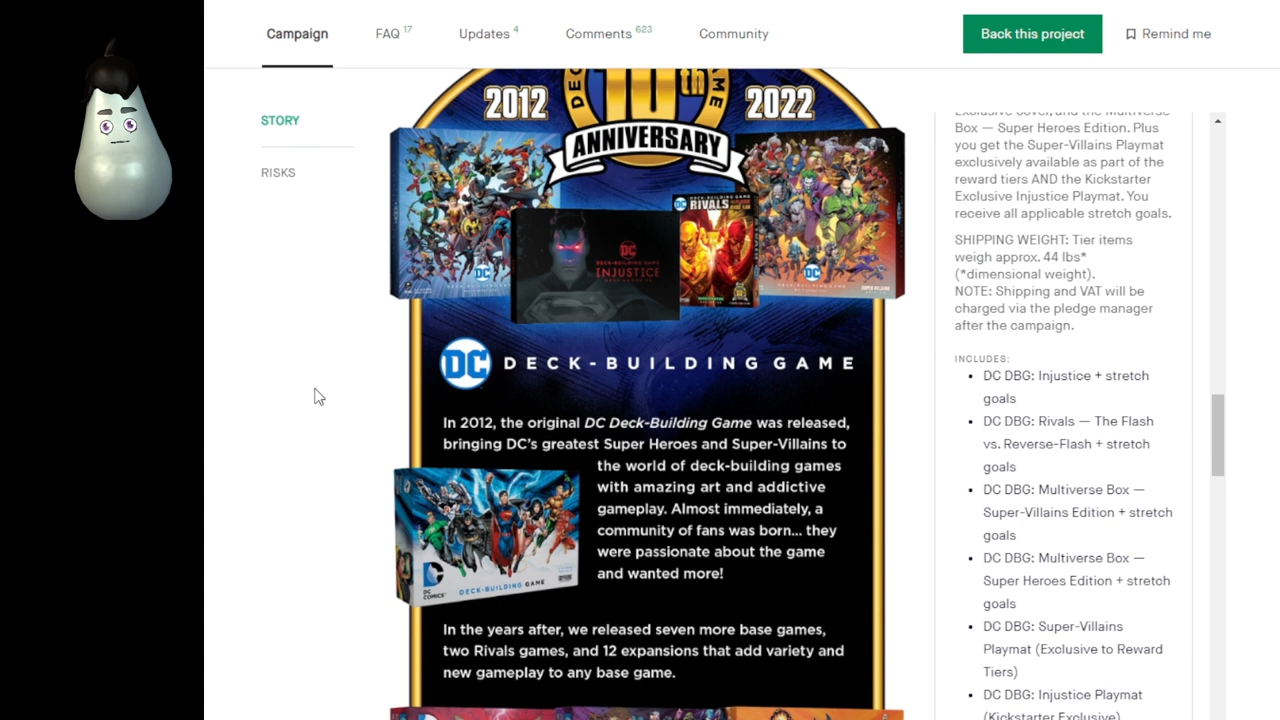 Campaign
FAQ 17
Updates 4
Comments 623
Community
Back this project
Remind me
STORY
RISKS
2012
10th
2022
ANNIVERSARY
DC
DECK-BUILDING GAME
INJUSTICE
DC
RIVALS
DC
DC DECK-BUILDING GAME
In 2012, the original DC Deck-Building Game was released,
bringing DC's greatest Super Heroes and Super-Villains to
the world of deck-building games
with amazing art and addictive
gameplay. Almost immediately, a
community of fans was born... they
were passionate about the game
and wanted more!
DC COMICS
DECK-BUILDING GAME
In the years after, we released seven more base games,
two Rivals games, and 12 expansions that add variety and
new gameplay to any base game.
Exclusive Cover, and the Multiverse
Box — Super Heroes Edition. Plus
you get the Super-Villains Playmat
exclusively available as part of the
reward tiers AND the Kickstarter
Exclusive Injustice Playmat. You
receive all applicable stretch goals.
SHIPPING WEIGHT: Tier items
weigh approx. 44 lbs*
(*dimensional weight).
NOTE: Shipping and VAT will be
charged via the pledge manager
after the campaign.
INCLUDES:
• DC DBG: Injustice + stretch
goals
• DC DBG: Rivals — The Flash
vs. Reverse-Flash + stretch
goals
• DC DBG: Multiverse Box —
Super-Villains Edition + stretch
goals
• DC DBG: Multiverse Box —
Super Heroes Edition + stretch
goals
• DC DBG: Super-Villains
Playmat (Exclusive to Reward
Tiers)
• DC DBG: Injustice Playmat
(Kickstarter Exclusive)